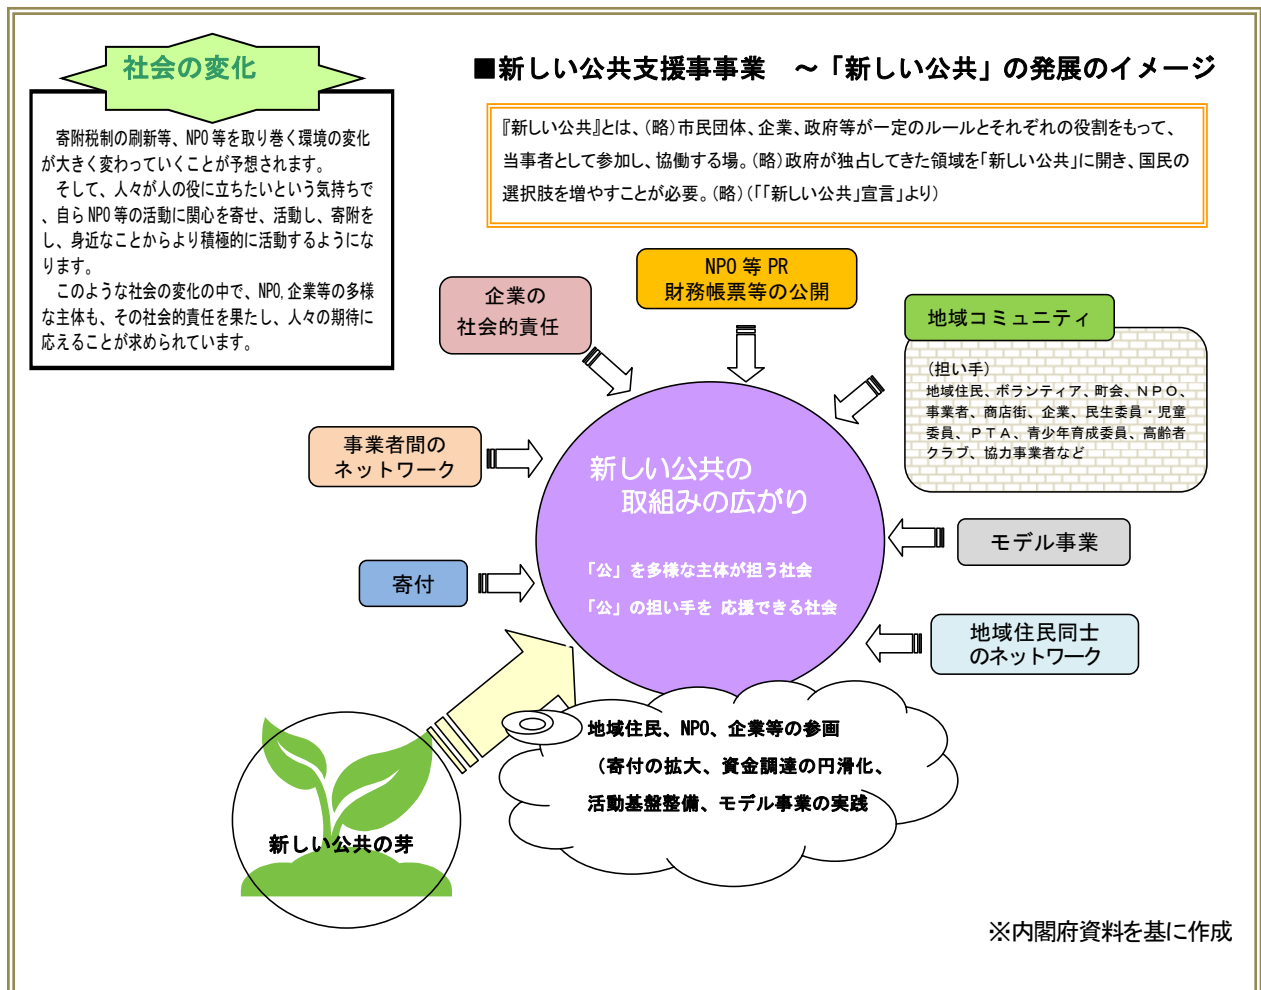 社会の変化
寄附税制の刷新等、NPO等を取り巻く環境の変化
が大きく変わっていくことが予想されます。
そして、人々が人の役に立ちたいという気持ちで
、自らNPO等の活動に関心を寄せ、活動し、寄附を
し、身近なことからより積極的に活動するようにな
ります。
このような社会の変化の中で、NPO,企業等の多様
な主体も、その社会的責任を果たし、人々の期待に
応えることが求められています。
■新しい公共支援事事業　～「新しい公共」の発展のイメージ
『新しい公共』とは、(略)市民団体、企業、政府等が一定のルールとそれぞれの役割をもって、
当事者として参加し、協働する場。(略)政府が独占してきた領域を「新しい公共」に開き、国民の
選択肢を増やすことが必要。(略)(「「新しい公共」宣言」より)
NPO等PR
財務帳票等の公開
企業の
社会的責任
地域コミュニティ
(担い手)
地域住民、ボランティア、町会、ＮＰＯ、
事業者、商店街、企業、民生委員・児童
委員、ＰＴＡ、青少年育成委員、高齢者
クラブ、協力事業者など
事業者間の
ネットワーク
新しい公共の
取組みの広がり
「公」を多様な主体が担う社会
「公」の担い手を 応援できる社会
モデル事業
寄付
地域住民同士
のネットワーク
地域住民、NPO、企業等の参画
（寄付の拡大、資金調達の円滑化、
活動基盤整備、モデル事業の実践
新しい公共の芽
※内閣府資料を基に作成